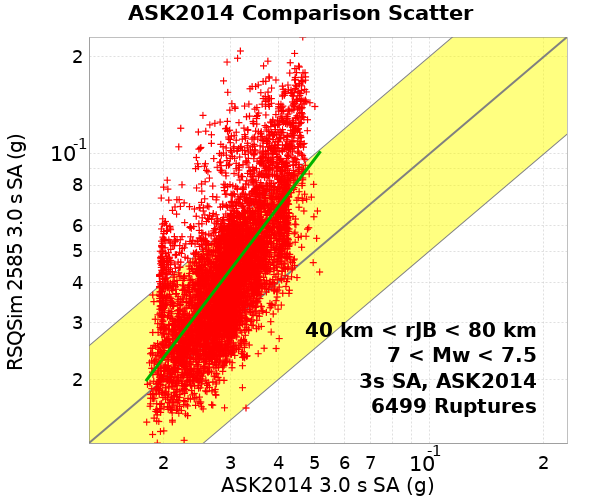 ASK2014 Comparison Scatter
RSQSim 2585 3.0 s SA (g)
2
10-1
8
6
5
4
3
2
40 km < rJB < 80 km
7 < Mw < 7.5
3s SA, ASK2014
6499 Ruptures
2 3 4 5 6 7 10-1 2
ASK2014 3.0 s SA (g)